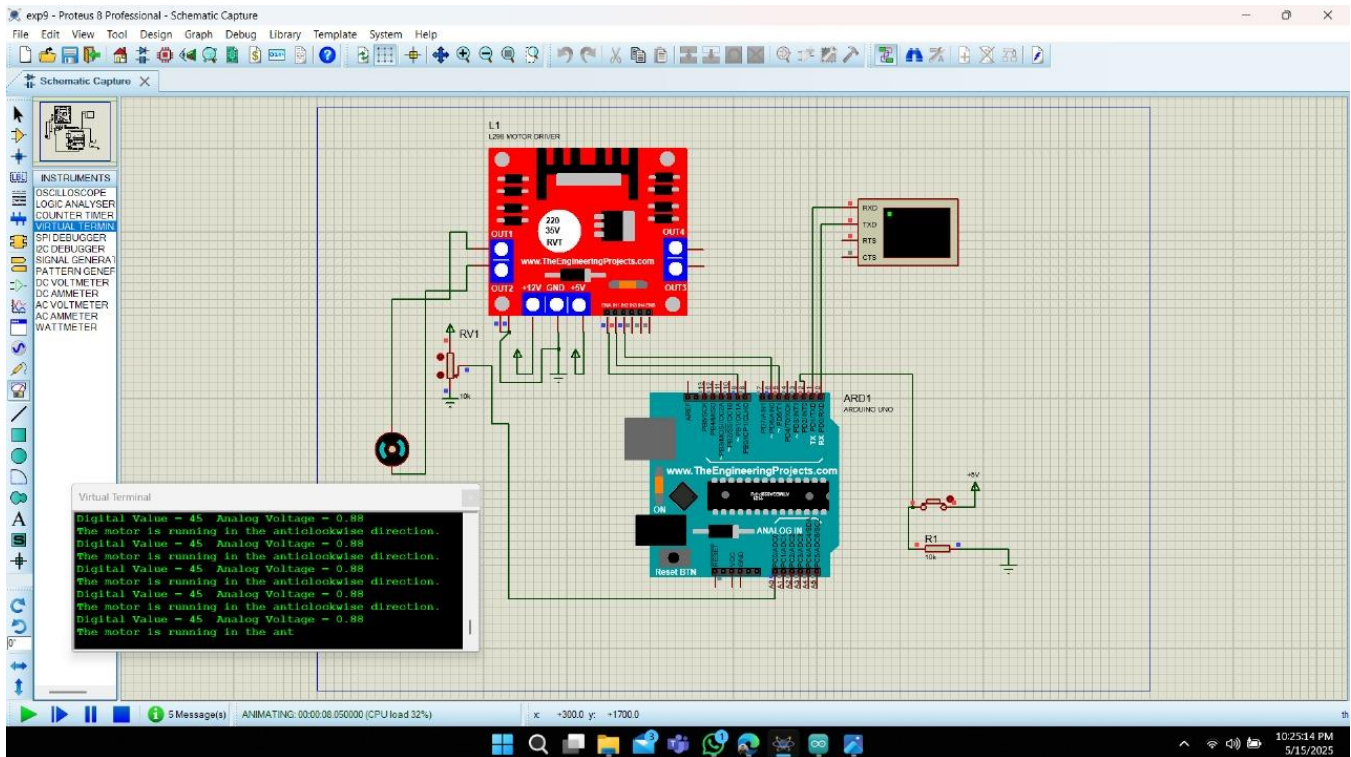 exp9 - Proteus 8 Professional - Schematic Capture
File Edit View Tool Design Graph Debug Library Template System Help
Schematic Capture
INSTRUMENTS
OSCILLOSCOPE
LOGIC ANALYSER
COUNTER TIMER
VIRTUAL TERMIN
SPI DEBUGGER
I2C DEBUGGER
SIGNAL GENERAT
PATTERN GENEF
DC VOLTMETER
DC AMMETER
AC VOLTMETER
AC AMMETER
WATTMETER
L1
L298 MOTOR DRIVER
220
35V
RVT
OUT1
OUT4
www.TheEngineeringProjects.com
OUT2 +12V GND +5V OUT3
RV1
10k
RXD
TXD
RTS
CTS
ARD1
ARDUINO UNO
AREF
TX
RX
www.TheEngineeringProjects.com
ON
ANALOG IN
Reset BTN
RESET
+5V
R1
10k
Virtual Terminal
Digital Value = 45 Analog Voltage = 0.88
The motor is running in the anticlockwise direction.
Digital Value = 45 Analog Voltage = 0.88
The motor is running in the anticlockwise direction.
Digital Value = 45 Analog Voltage = 0.88
The motor is running in the anticlockwise direction.
Digital Value = 45 Analog Voltage = 0.88
The motor is running in the anticlockwise direction.
Digital Value = 45 Analog Voltage = 0.88
The motor is running in the ant
5 Message(s) ANIMATING: 00:00:08.050000 (CPU load 32%) x: +300.0 y: +1700.0 th
10:25:14 PM
5/15/2025